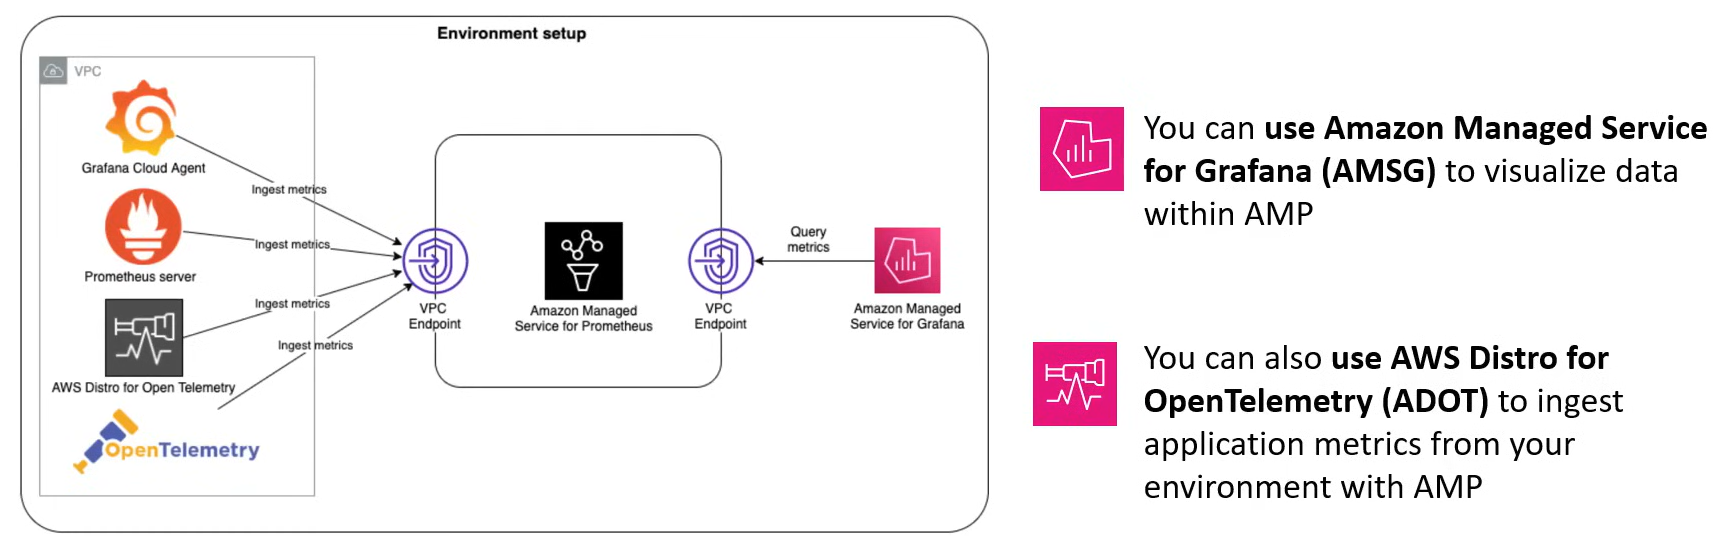 Environment setup
VPC
Grafana Cloud Agent
Ingest metrics
Prometheus server
Ingest metrics
AWS Distro for Open Telemetry
Ingest metrics
OpenTelemetry
Ingest metrics
VPC
Endpoint
Amazon Managed
Service for Prometheus
VPC
Endpoint
Query
metrics
Amazon Managed
Service for Grafana
You can use Amazon Managed Service
for Grafana (AMSG) to visualize data
within AMP
You can also use AWS Distro for
OpenTelemetry (ADOT) to ingest
application metrics from your
environment with AMP